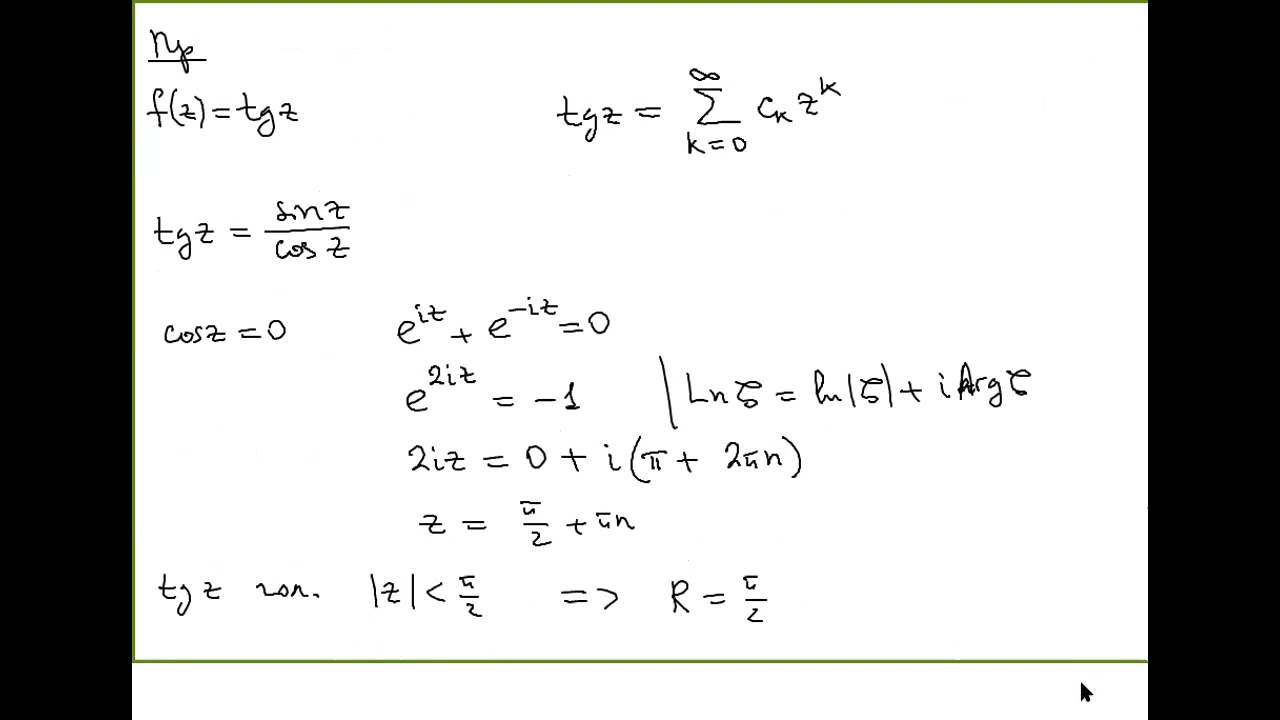 Пр
f(z) = tg z        tg z = ∑_{k=0}^{∞} c_k z^k
tg z = sin z / cos z
cos z = 0        e^{iz} + e^{-iz} = 0
e^{2iz} = -1        | Ln ζ = ln|ζ| + i Arg ζ
2iz = 0 + i(π + 2πn)
z = π/2 + πn
tg z гол. |z| < π/2 => R = π/2